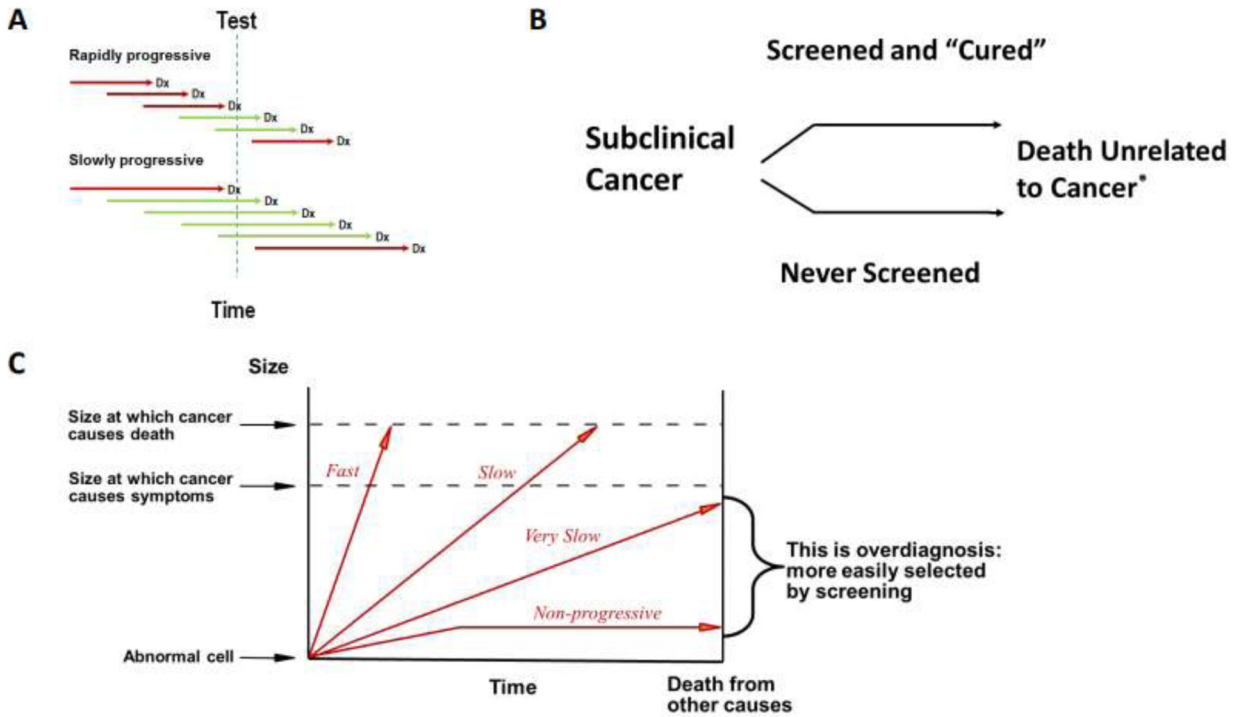 A
Test
Rapidly progressive
Dx
Dx
Dx
Dx
Dx
Dx
Slowly progressive
Dx
Dx
Dx
Dx
Dx
Dx
Time
B
Screened and “Cured”
Subclinical
Cancer
Death Unrelated
to Cancer*
Never Screened
C
Size
Size at which cancer
causes death
Size at which cancer
causes symptoms
Abnormal cell
Fast
Slow
Very Slow
Non-progressive
This is overdiagnosis:
more easily selected
by screening
Time
Death from
other causes